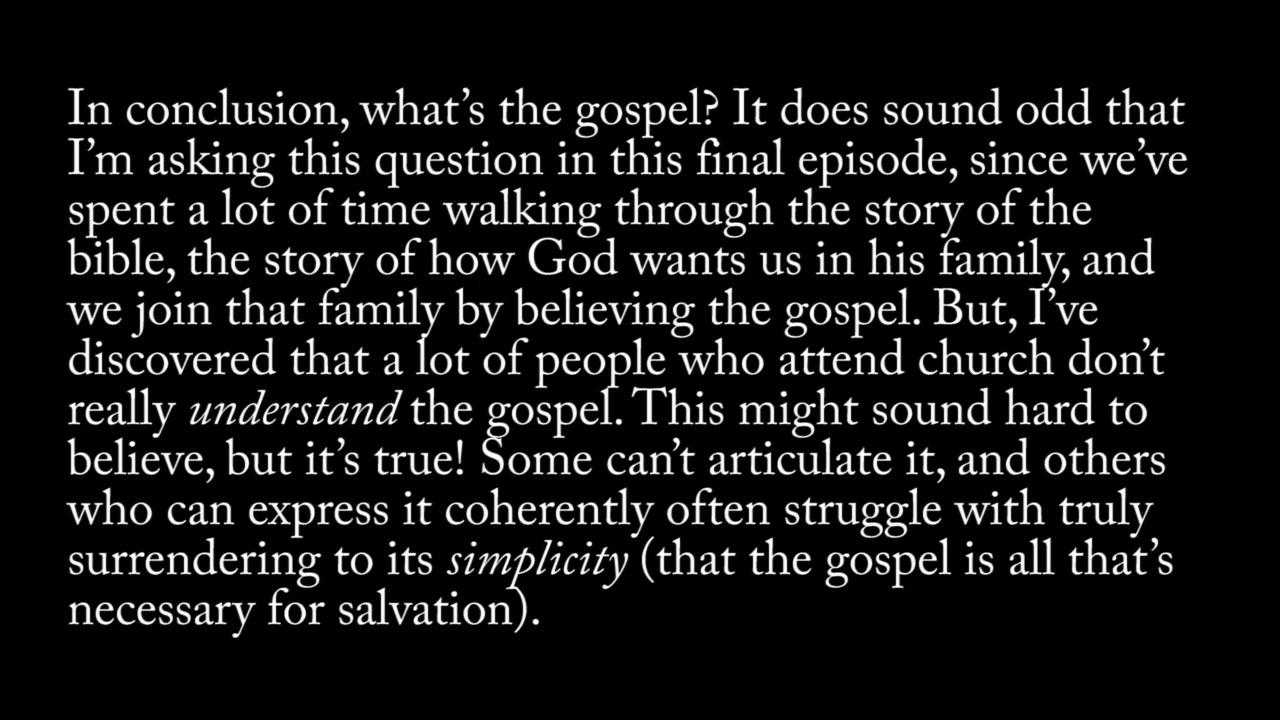 In conclusion, what’s the gospel? It does sound odd that
I’m asking this question in this final episode, since we’ve
spent a lot of time walking through the story of the
bible, the story of how God wants us in his family, and
we join that family by believing the gospel. But, I’ve
discovered that a lot of people who attend church don’t
really understand the gospel. This might sound hard to
believe, but it’s true! Some can’t articulate it, and others
who can express it coherently often struggle with truly
surrendering to its simplicity (that the gospel is all that’s
necessary for salvation).